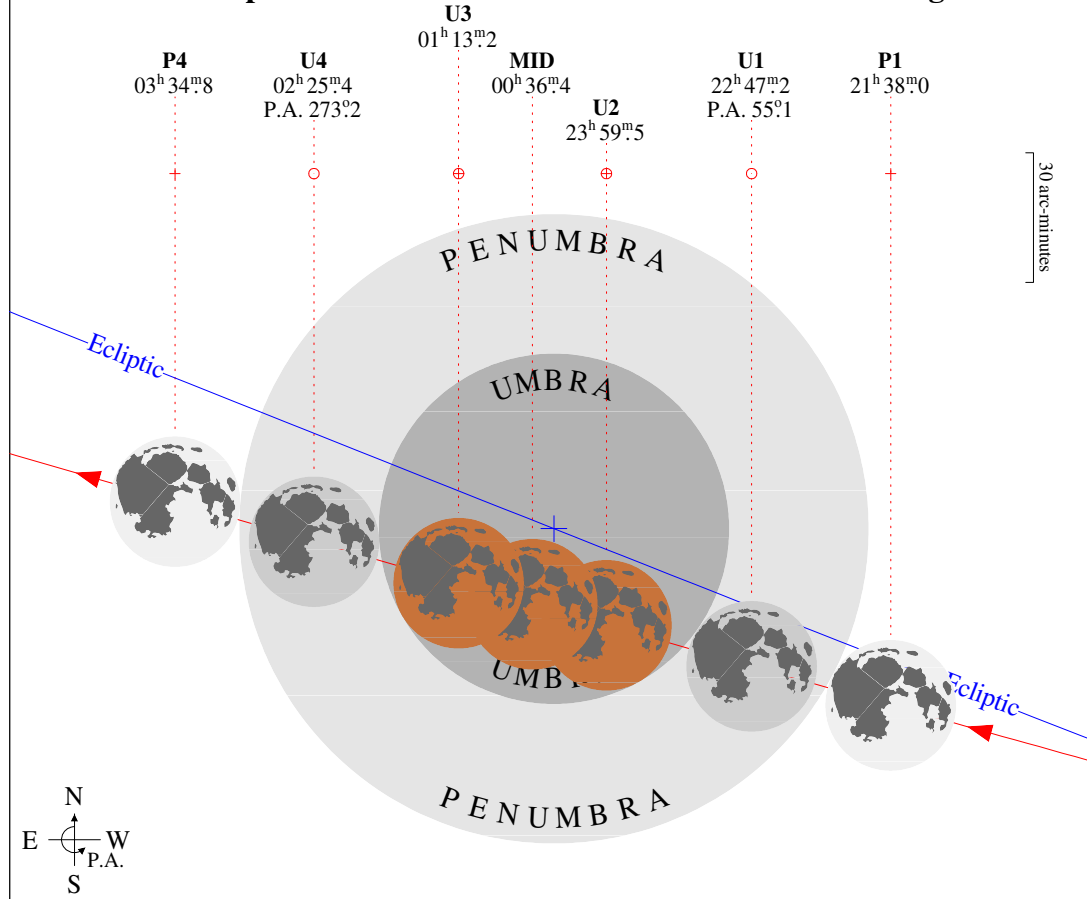 U3
01h 13m.2
P4
03h 34m.8
U4
02h 25m.4
P.A. 273o.2
MID
00h 36m.4
U2
23h 59m.5
U1
22h 47m.2
P.A. 55o.1
P1
21h 38m.0
30 arc-minutes
PENUMBRA
Ecliptic
UMBRA
Ecliptic
PENUMBRA
N
E W
P.A.
S